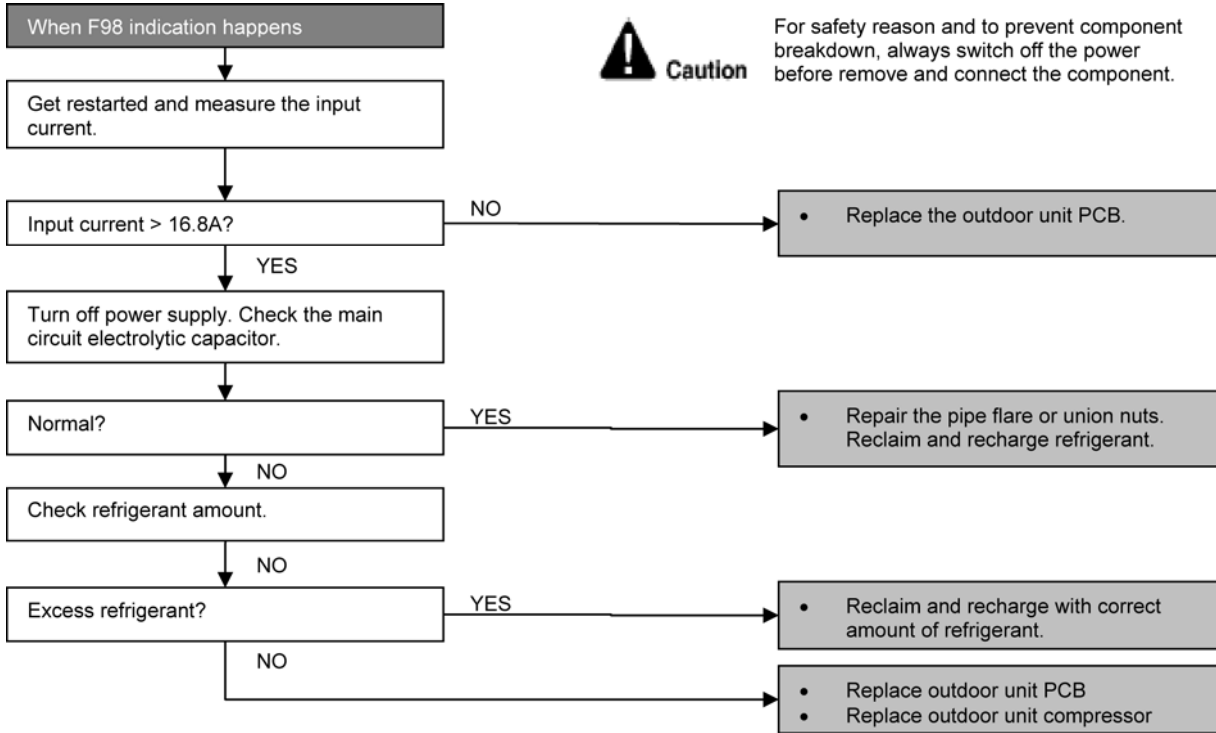 When F98 indication happens
Caution
For safety reason and to prevent component
breakdown, always switch off the power
before remove and connect the component.
Get restarted and measure the input
current.
Input current > 16.8A?
NO
• Replace the outdoor unit PCB.
YES
Turn off power supply. Check the main
circuit electrolytic capacitor.
Normal?
YES
• Repair the pipe flare or union nuts.
Reclaim and recharge refrigerant.
NO
Check refrigerant amount.
NO
Excess refrigerant?
YES
• Reclaim and recharge with correct
amount of refrigerant.
NO
• Replace outdoor unit PCB
• Replace outdoor unit compressor